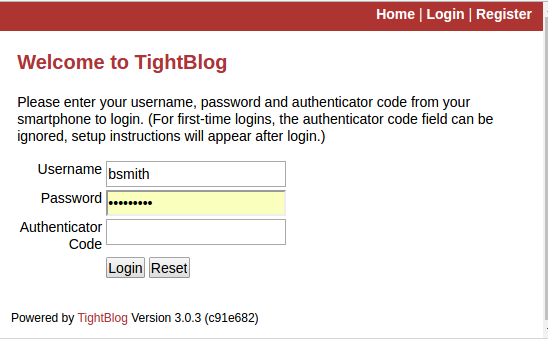 Home | Login | Register
Welcome to TightBlog
Please enter your username, password and authenticator code from your
smartphone to login. (For first-time logins, the authenticator code field can be
ignored, setup instructions will appear after login.)
Username bsmith
Password •••••••••
Authenticator
Code
Login Reset
Powered by TightBlog Version 3.0.3 (c91e682)